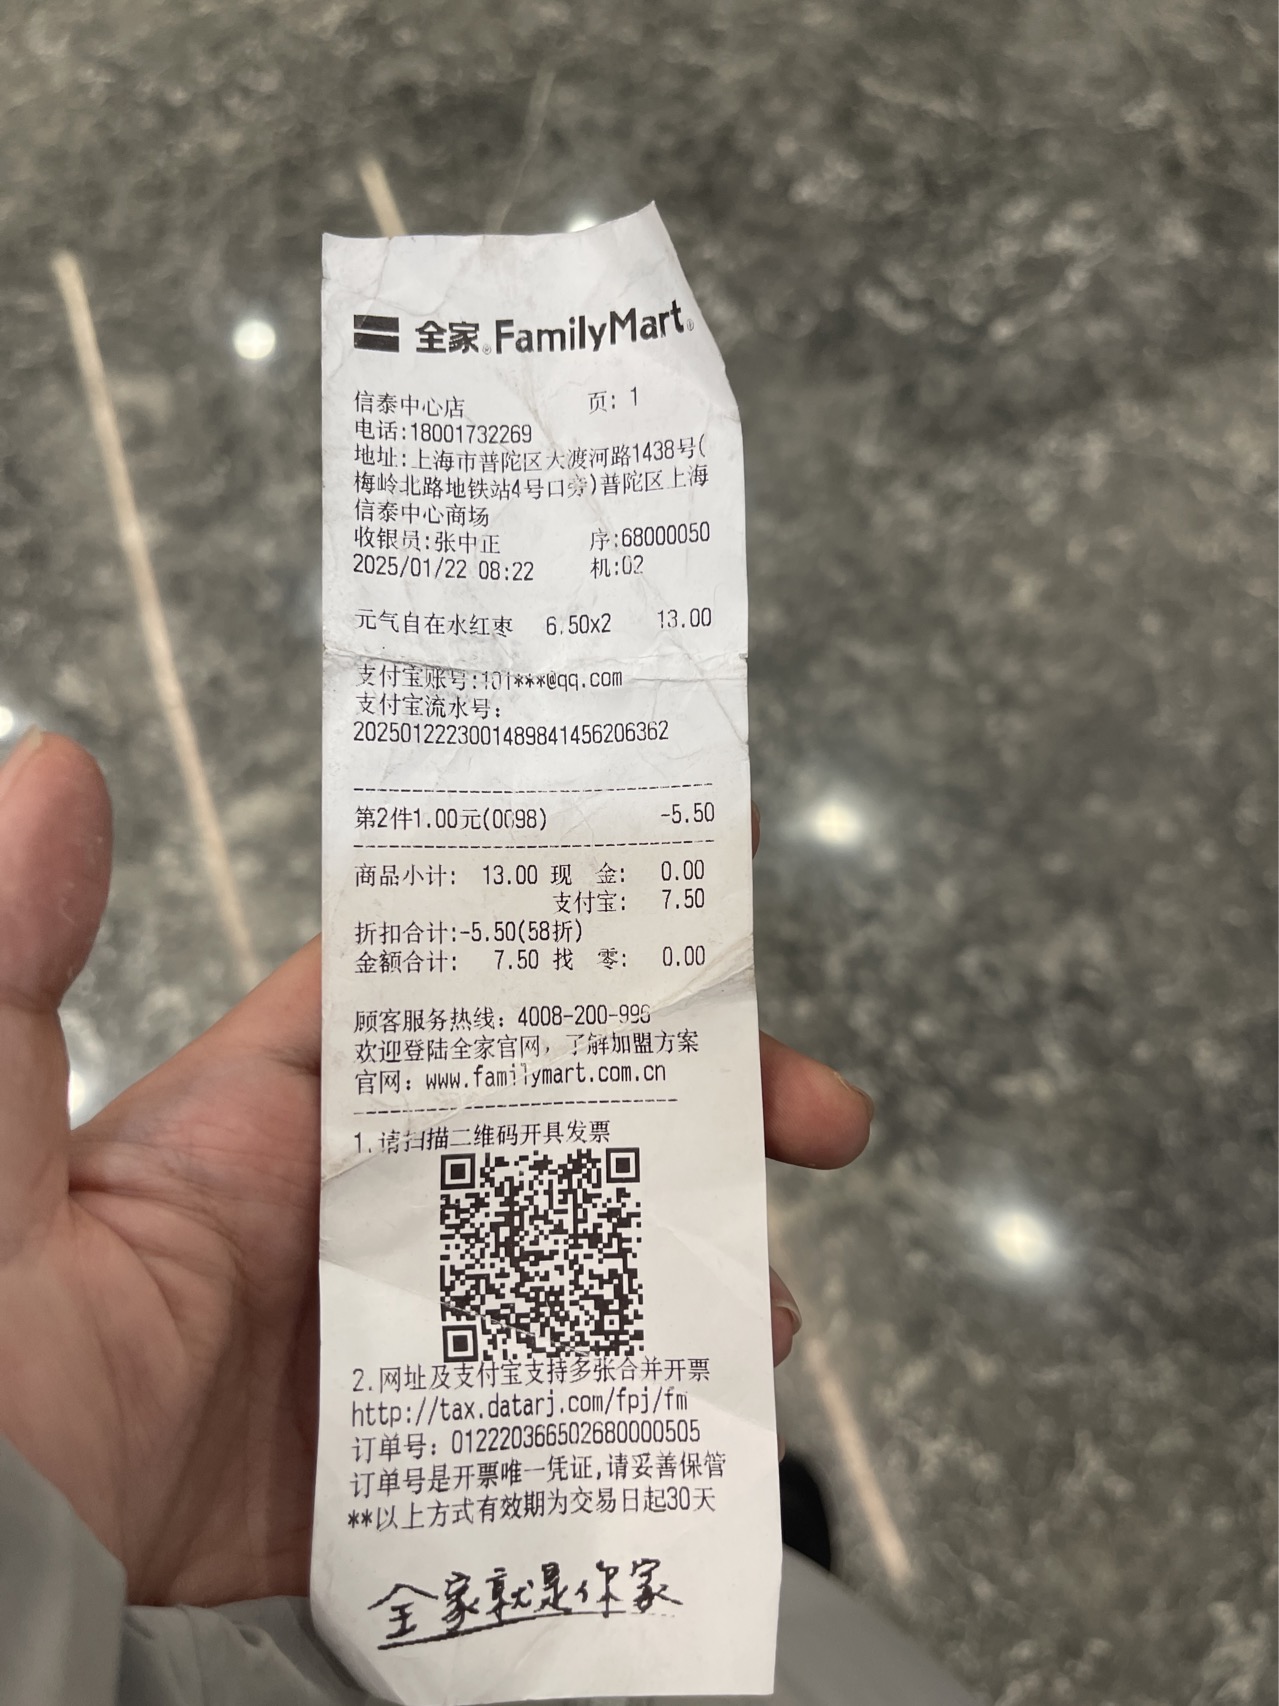 全家® FamilyMart®
信泰中心店 页: 1
电话:18001732269
地址:上海市普陀区大渡河路1438号(
梅岭北路地铁站4号口旁)普陀区上海
信泰中心商场
收银员:张中正 序:68000050
2025/01/22 08:22 机:02
元气自在水红枣 6.50x2 13.00
支付宝账号:101***@qq.com
支付宝流水号:
2025012223001489841456206362
第2件1.00元(0098) -5.50
商品小计: 13.00 现 金: 0.00
支付宝: 7.50
折扣合计:-5.50(58折)
金额合计: 7.50 找 零: 0.00
顾客服务热线: 4008-200-996
欢迎登陆全家官网, 了解加盟方案
官网: www.familymart.com.cn
1.请扫描二维码开具发票
2.网址及支付宝支持多张合并开票
http://tax.datarj.com/fpj/fm
订单号: 012220366502680000505
订单号是开票唯一凭证,请妥善保管
**以上方式有效期为交易日起30天
全家就是你家